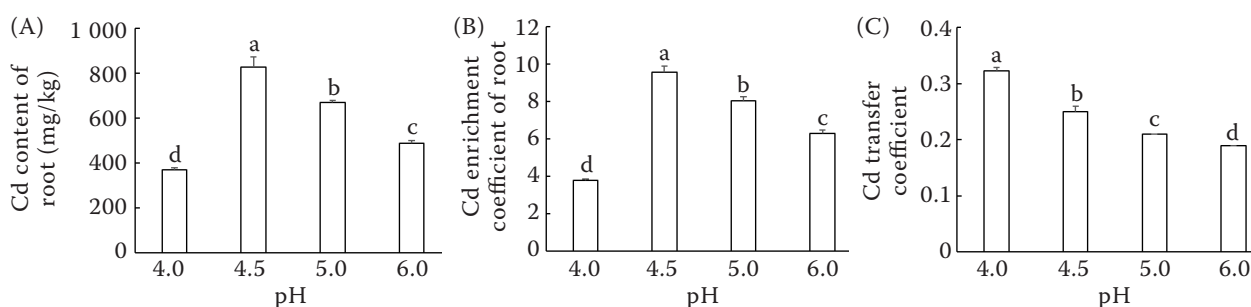 (A)
Cd content of
root (mg/kg)
1 000
800
600
400
200
0
d
a
b
c
4.0 4.5 5.0 6.0
pH
(B)
Cd enrichment
coefficient of root
12
10
8
6
4
2
0
d
a
b
c
4.0 4.5 5.0 6.0
pH
(C)
Cd transfer
coefficient
0.4
0.3
0.2
0.1
0
a
b
c
d
4.0 4.5 5.0 6.0
pH